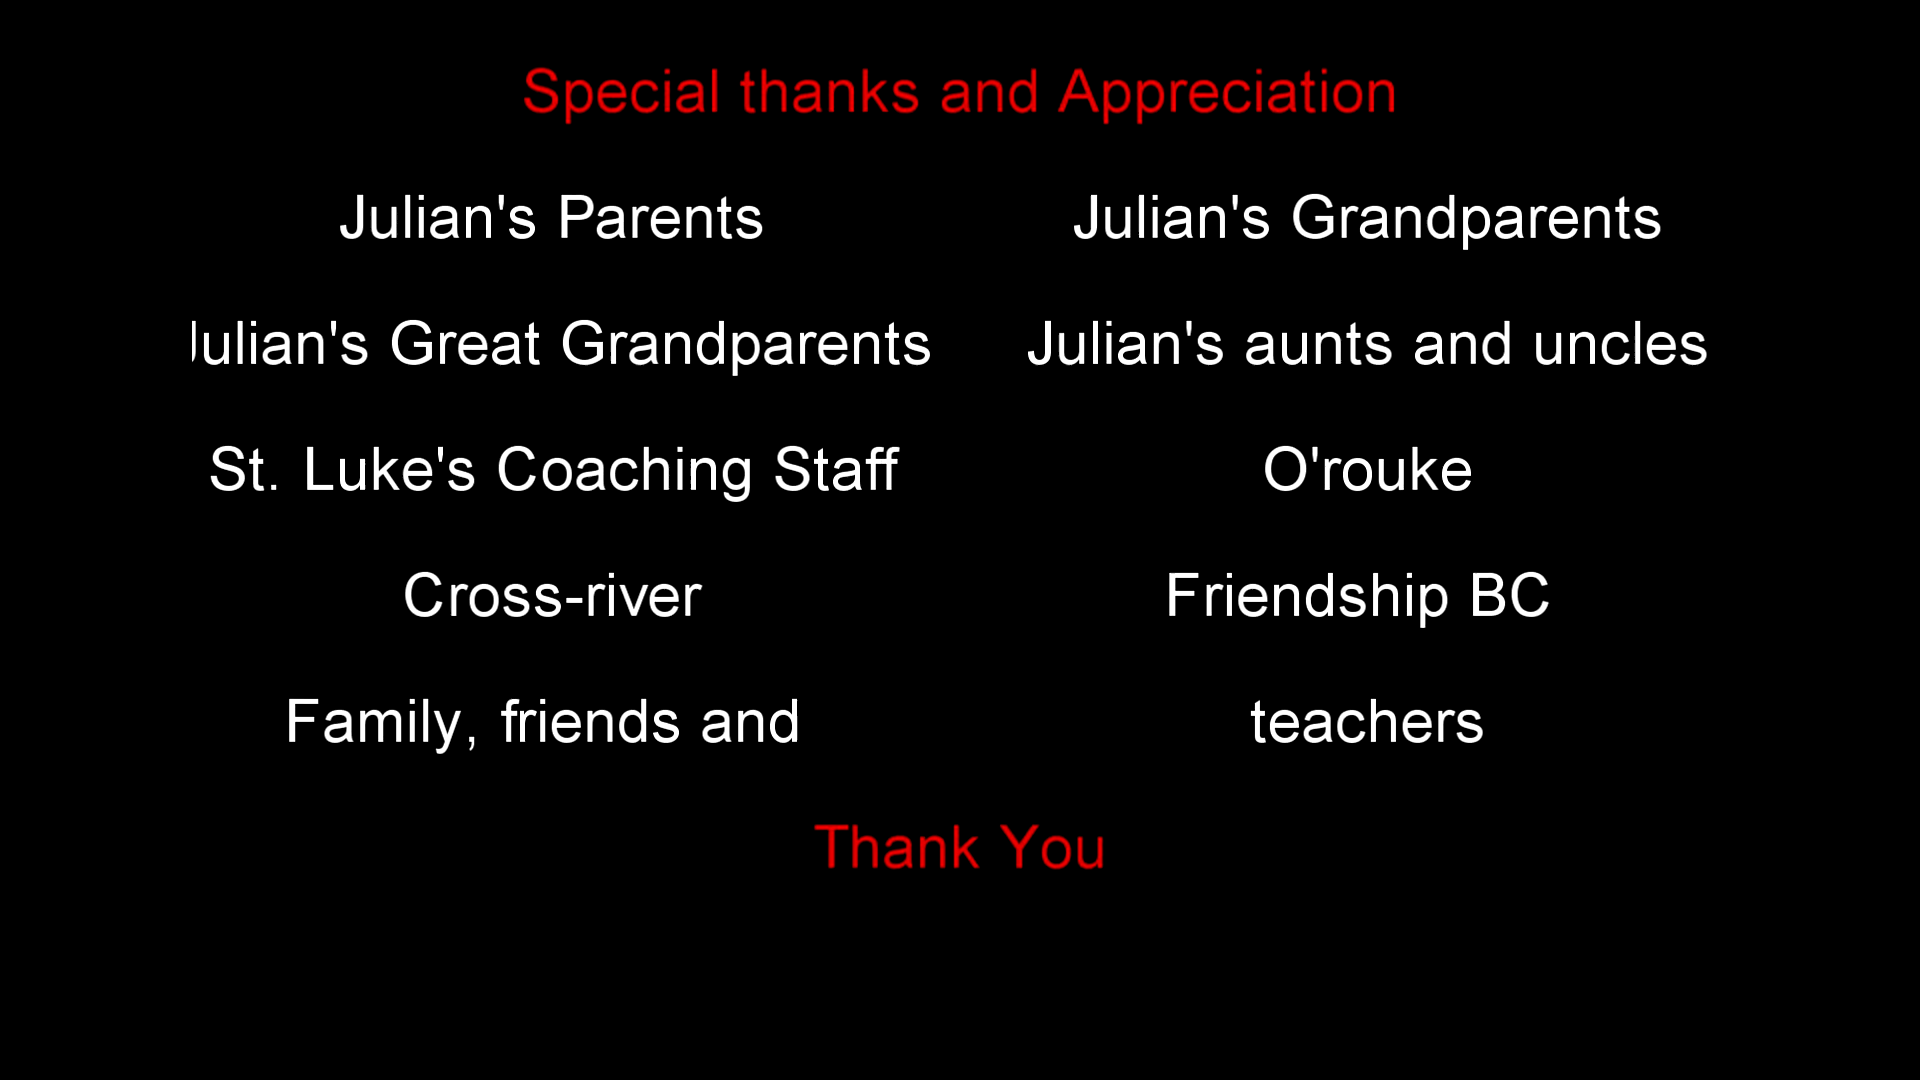 Special thanks and Appreciation
Julian's Parents Julian's Grandparents
Julian's Great Grandparents Julian's aunts and uncles
St. Luke's Coaching Staff O'rouke
Cross-river Friendship BC
Family, friends and teachers
Thank You